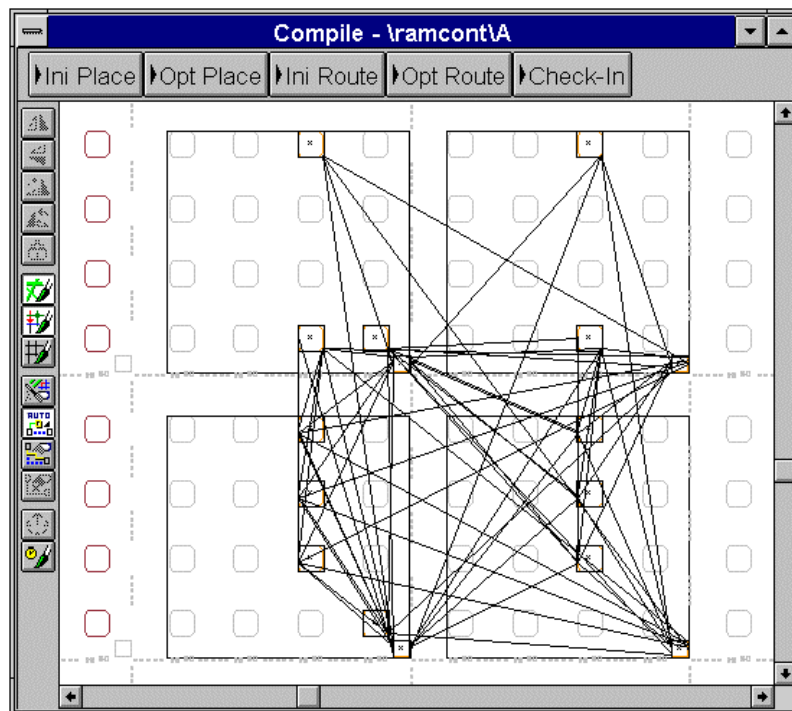 Compile - \ramcont\A
Ini Place Opt Place Ini Route Opt Route Check-In
AUTO